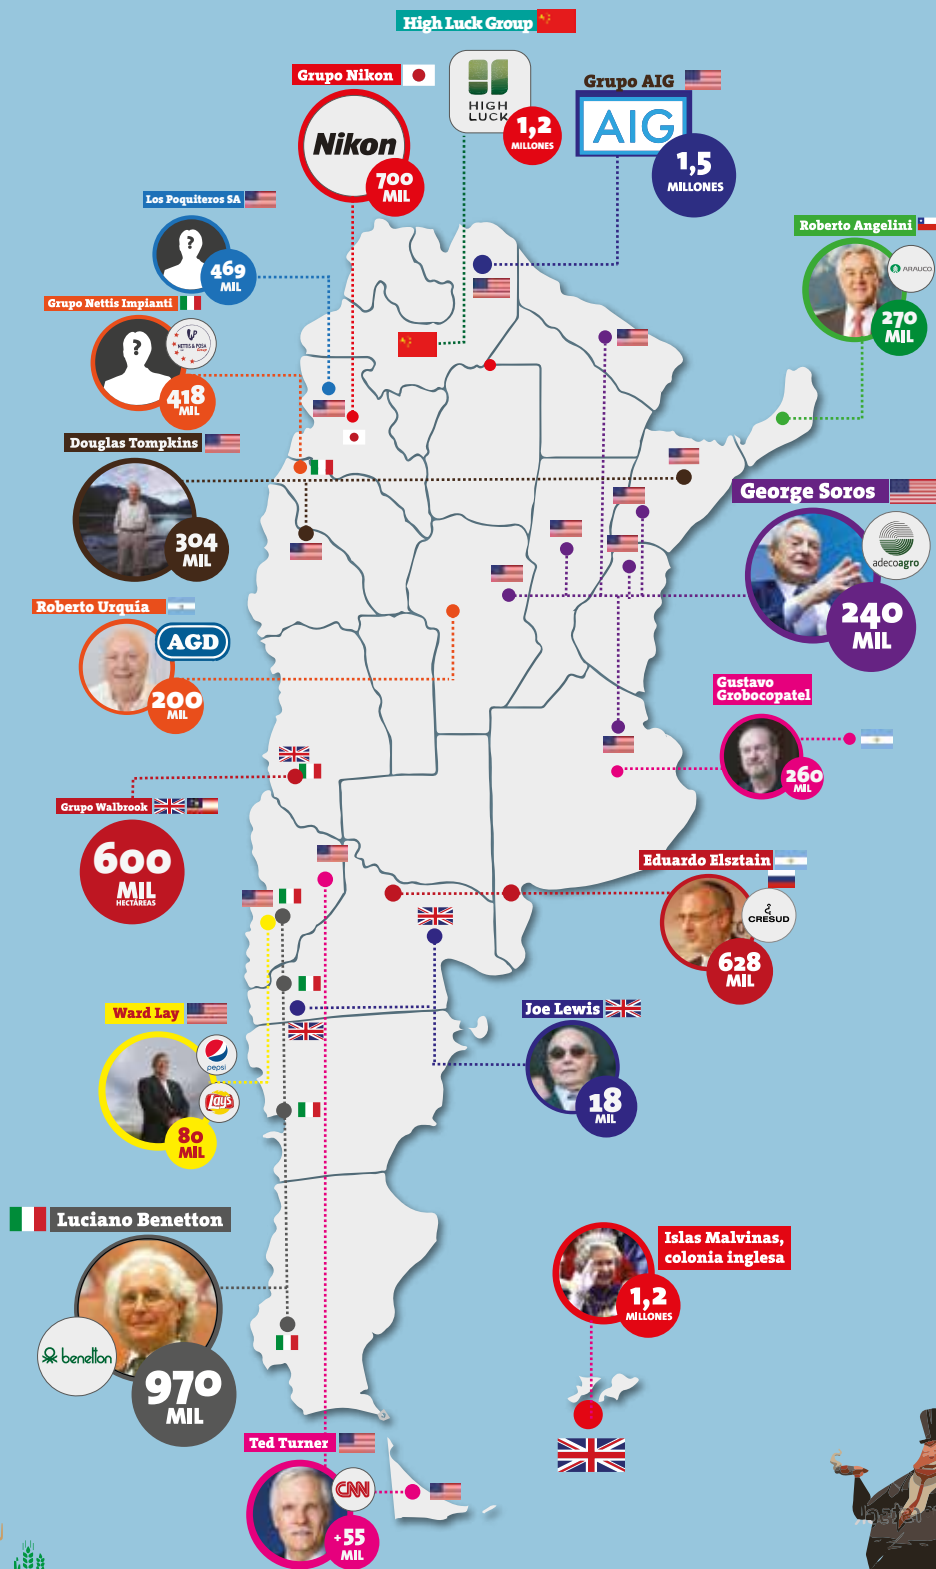 High Luck Group
Grupo Nikon
HIGH
LUCK
1,2
MILLONES
Grupo AIG
AIG
1,5
MILLONES
Nikon
700
MIL
Los Poquiteros SA
?
469
MIL
Roberto Angelini
ARAUCO
270
MIL
Grupo Nettis Impianti
?
NETTIS & POSA
418
MIL
Douglas Tompkins
304
MIL
George Soros
adecoagro
240
MIL
Roberto Urquía
AGD
200
MIL
Gustavo
Grobocopatel
260
MIL
Grupo Walbrook
600
MIL
HECTÁREAS
Eduardo Elsztain
CRESUD
628
MIL
Ward Lay
pepsi
Lay's
80
MIL
Joe Lewis
18
MIL
Luciano Benetton
benetton
970
MIL
Islas Malvinas,
colonia inglesa
1,2
MILLONES
Ted Turner
CNN
+55
MIL